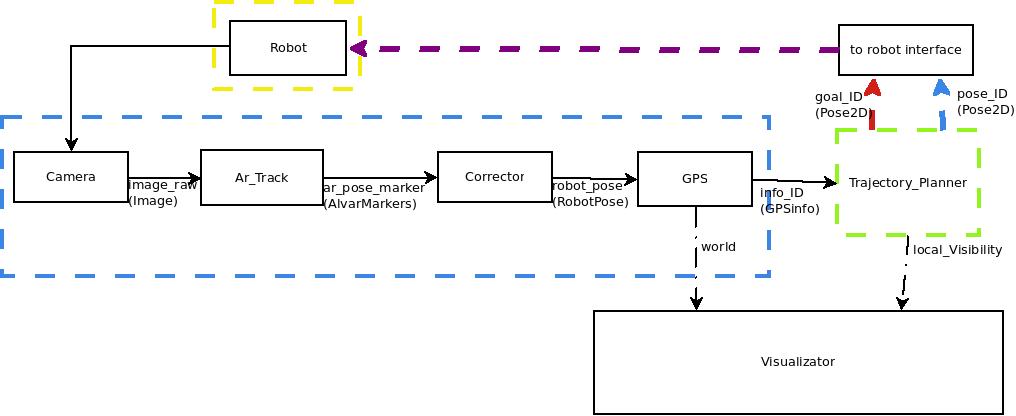 Robot
to robot interface
goal_ID
(Pose2D)
pose_ID
(Pose2D)
Camera
image_raw
(Image)
Ar_Track
ar_pose_marker
(AlvarMarkers)
Corrector
robot_pose
(RobotPose)
GPS
info_ID
(GPSinfo)
Trajectory_Planner
world
local_Visibility
Visualizator